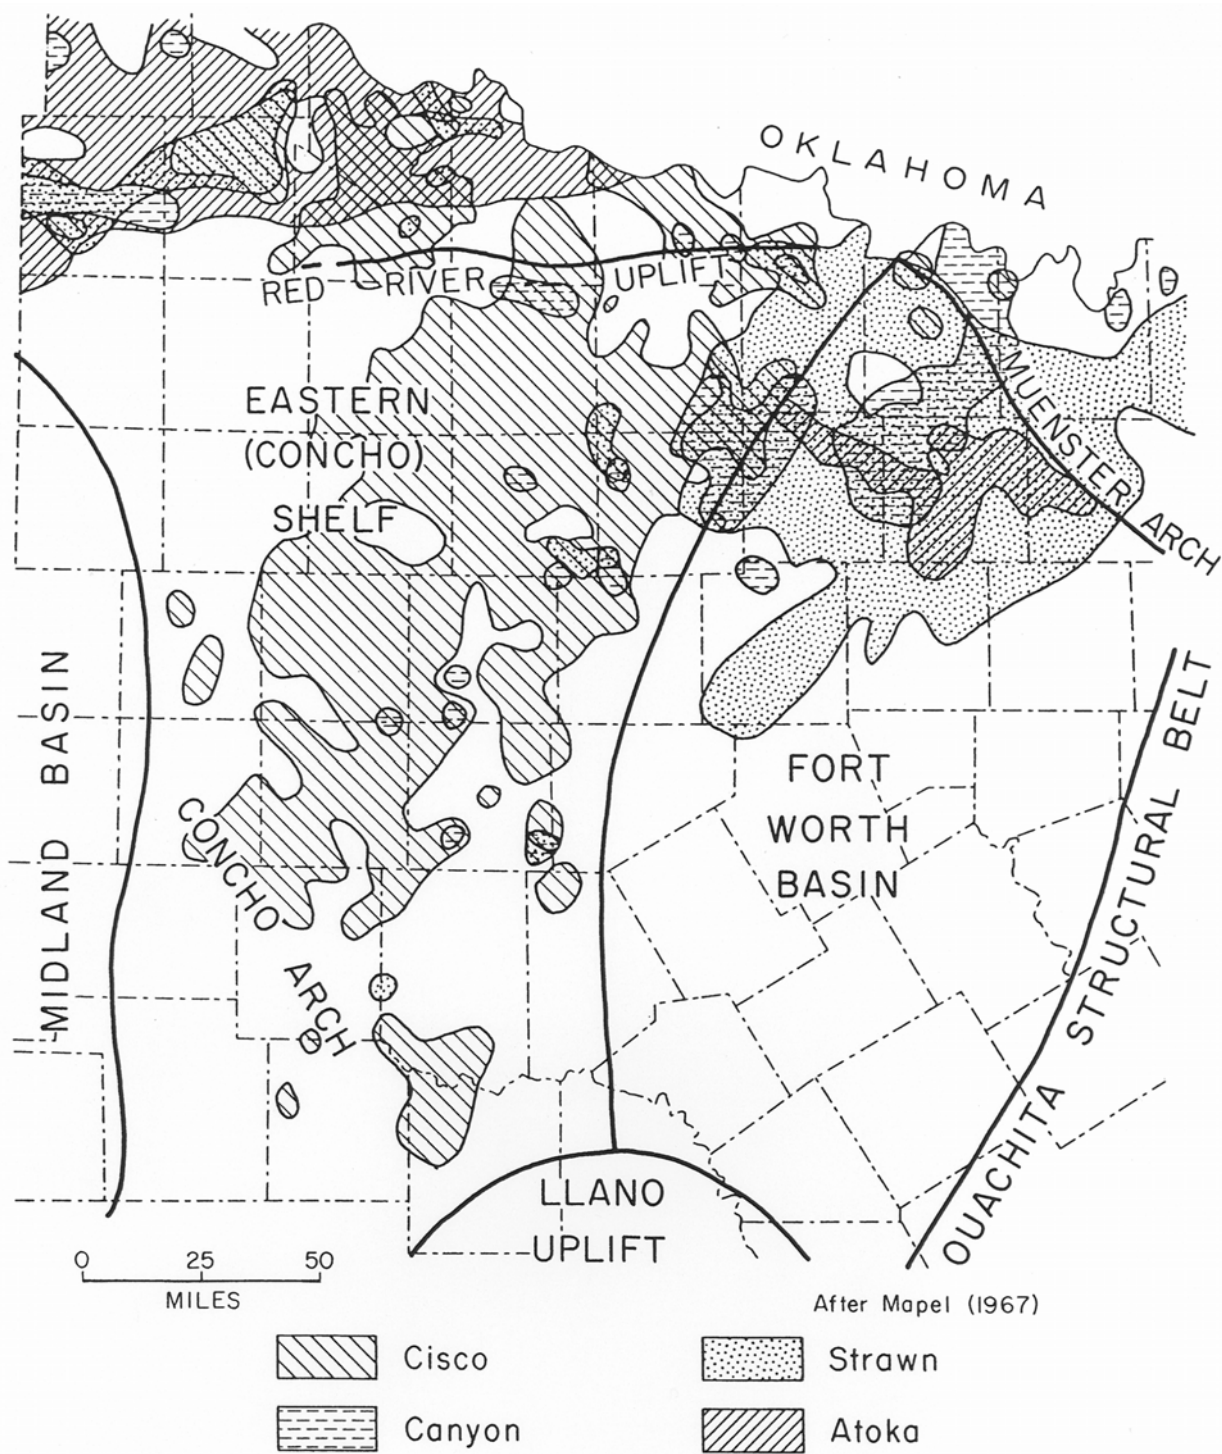 OKLAHOMA
RED RIVER UPLIFT
EASTERN
(CONCHO)
SHELF
MUENSTER ARCH
MIDLAND BASIN
CONCHO ARCH
FORT
WORTH
BASIN
OUACHITA STRUCTURAL BELT
LLANO
UPLIFT
0 25 50
MILES
After Mapel (1967)
Cisco
Strawn
Canyon
Atoka